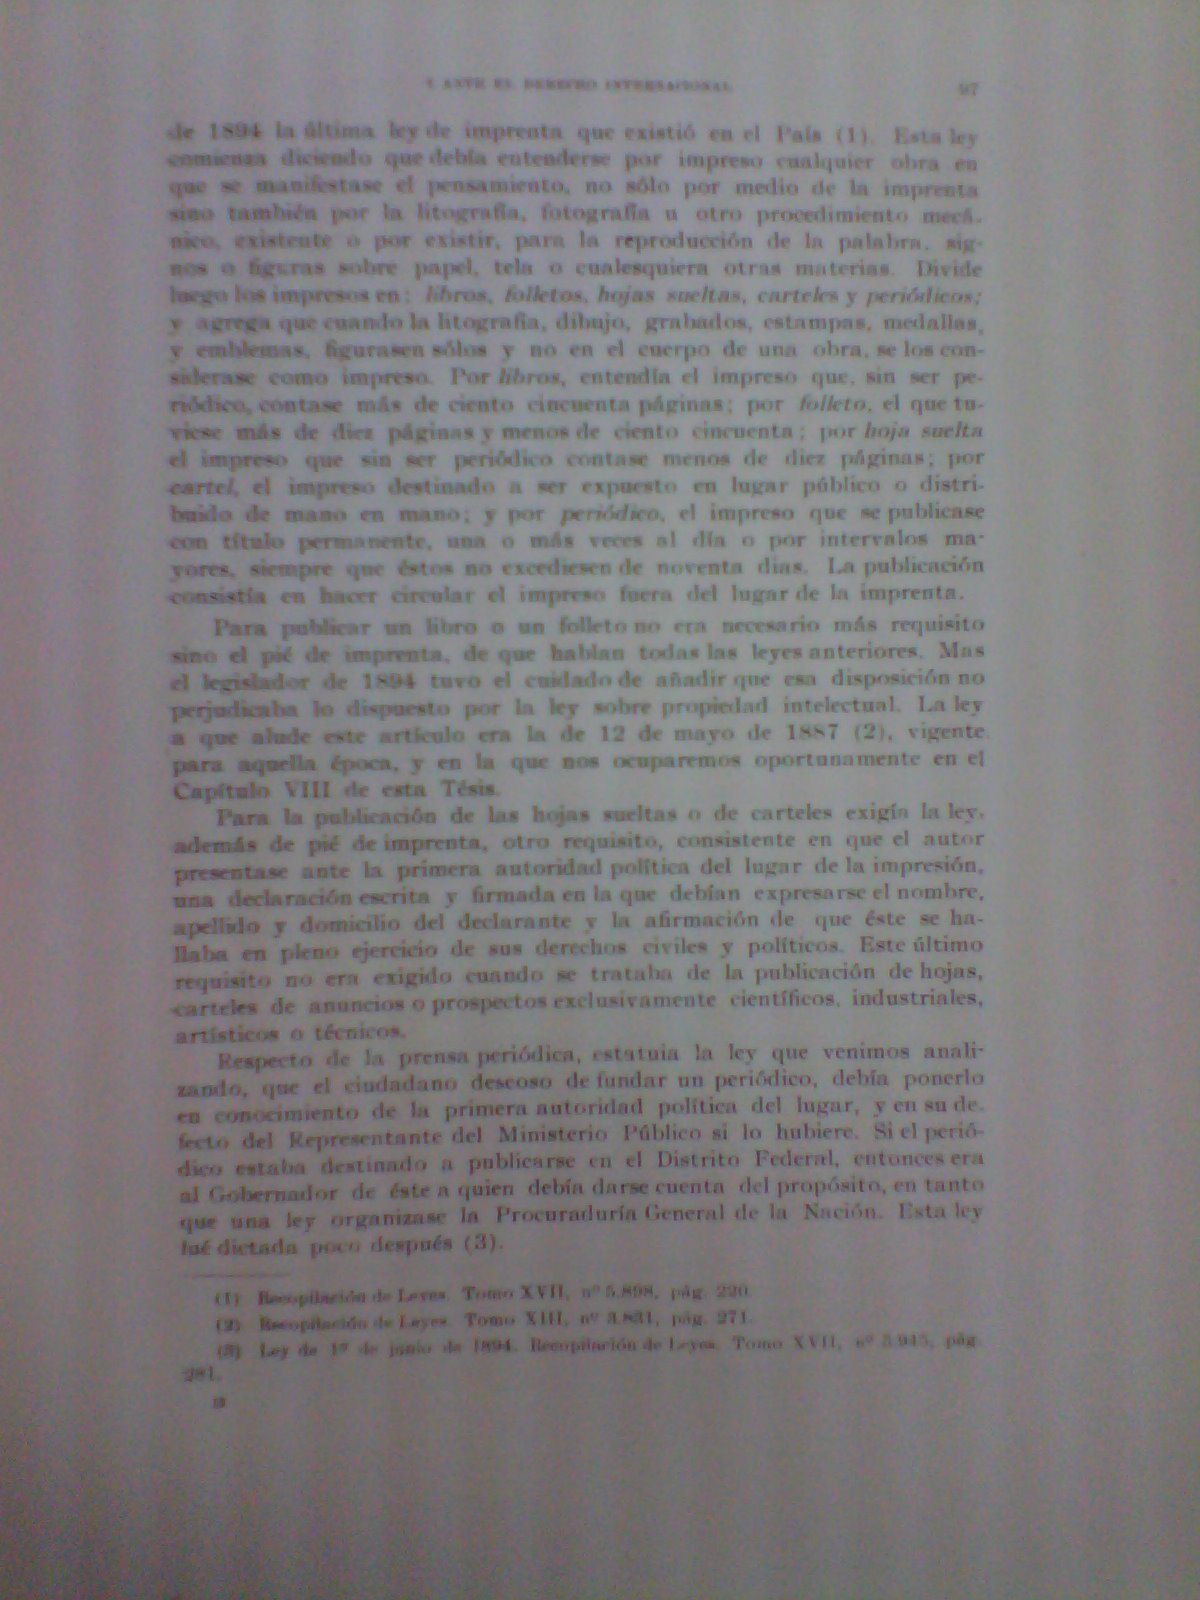 Y ANTE EL DERECHO INTERNACIONAL 97
de 1894 la última ley de imprenta que existió en el País (1). Esta ley
comienza diciendo que debía entenderse por impreso cualquier obra en
que se manifestase el pensamiento, no sólo por medio de la imprenta
sino también por la litografía, fotografía u otro procedimiento mecá-
nico, existente o por existir, para la reproducción de la palabra, sig-
nos o figuras sobre papel, tela o cualesquiera otras materias. Divide
luego los impresos en: libros, folletos, hojas sueltas, carteles y periódicos;
y agrega que cuando la litografía, dibujo, grabados, estampas, medallas,
y emblemas, figurasen sólos y no en el cuerpo de una obra, se los con-
siderase como impreso. Por libros, entendía el impreso que, sin ser pe-
riódico, contase más de ciento cincuenta páginas; por folleto, el que tu-
viese más de diez páginas y menos de ciento cincuenta; por hoja suelta
el impreso que sin ser periódico contase menos de diez páginas; por
cartel, el impreso destinado a ser expuesto en lugar público o distri-
buido de mano en mano; y por periódico, el impreso que se publicase
con título permanente, una o más veces al día o por intervalos ma-
yores, siempre que éstos no excediesen de noventa dias. La publicación
consistía en hacer circular el impreso fuera del lugar de la imprenta.
Para publicar un libro o un folleto no era necesario más requisito
sino el pié de imprenta, de que hablan todas las leyes anteriores. Mas
el legislador de 1894 tuvo el cuidado de añadir que esa disposición no
perjudicaba lo dispuesto por la ley sobre propiedad intelectual. La ley
a que alude este artículo era la de 12 de mayo de 1887 (2), vigente
para aquella época, y en la que nos ocuparemos oportunamente en el
Capítulo VIII de esta Tésis.
Para la publicación de las hojas sueltas o de carteles exigía la ley,
además de pié de imprenta, otro requisito, consistente en que el autor
presentase ante la primera autoridad política del lugar de la impresión,
una declaración escrita y firmada en la que debían expresarse el nombre,
apellido y domicilio del declarante y la afirmación de que éste se ha-
llaba en pleno ejercicio de sus derechos civiles y políticos. Este último
requisito no era exigido cuando se trataba de la publicación de hojas,
carteles de anuncios o prospectos exclusivamente científicos, industriales,
artísticos o técnicos.
Respecto de la prensa periódica, estatuia la ley que venimos anali-
zando, que el ciudadano deseoso de fundar un periódico, debía ponerlo
en conocimiento de la primera autoridad política del lugar, y en su de-
fecto del Representante del Ministerio Público si lo hubiere. Si el perió-
dico estaba destinado a publicarse en el Distrito Federal, entonces era
al Gobernador de éste a quien debía darse cuenta del propósito, en tanto
que una ley organizase la Procuraduría General de la Nación. Esta ley
fué dictada poco después (3).
(1) Recopilación de Leyes. Tomo XVII, nº 5.898, pág. 220.
(2) Recopilación de Leyes. Tomo XIII, nº 3.831, pág. 271.
(3) Ley de 1º de junio de 1894. Recopilación de Leyes. Tomo XVII, nº 5.945, pág.
281.